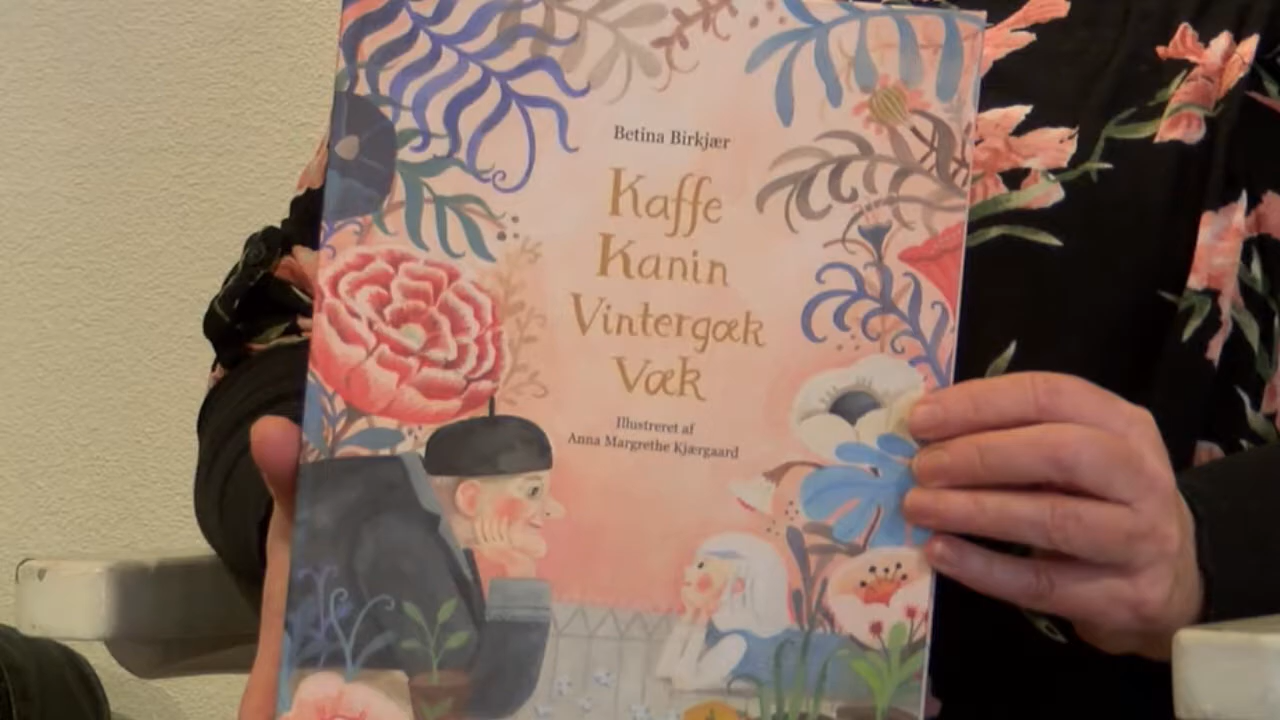 Betina Birkjær
Kaffe
Kanin
Vintergæk
Væk
Illustreret af
Anna Margrethe Kjærgaard